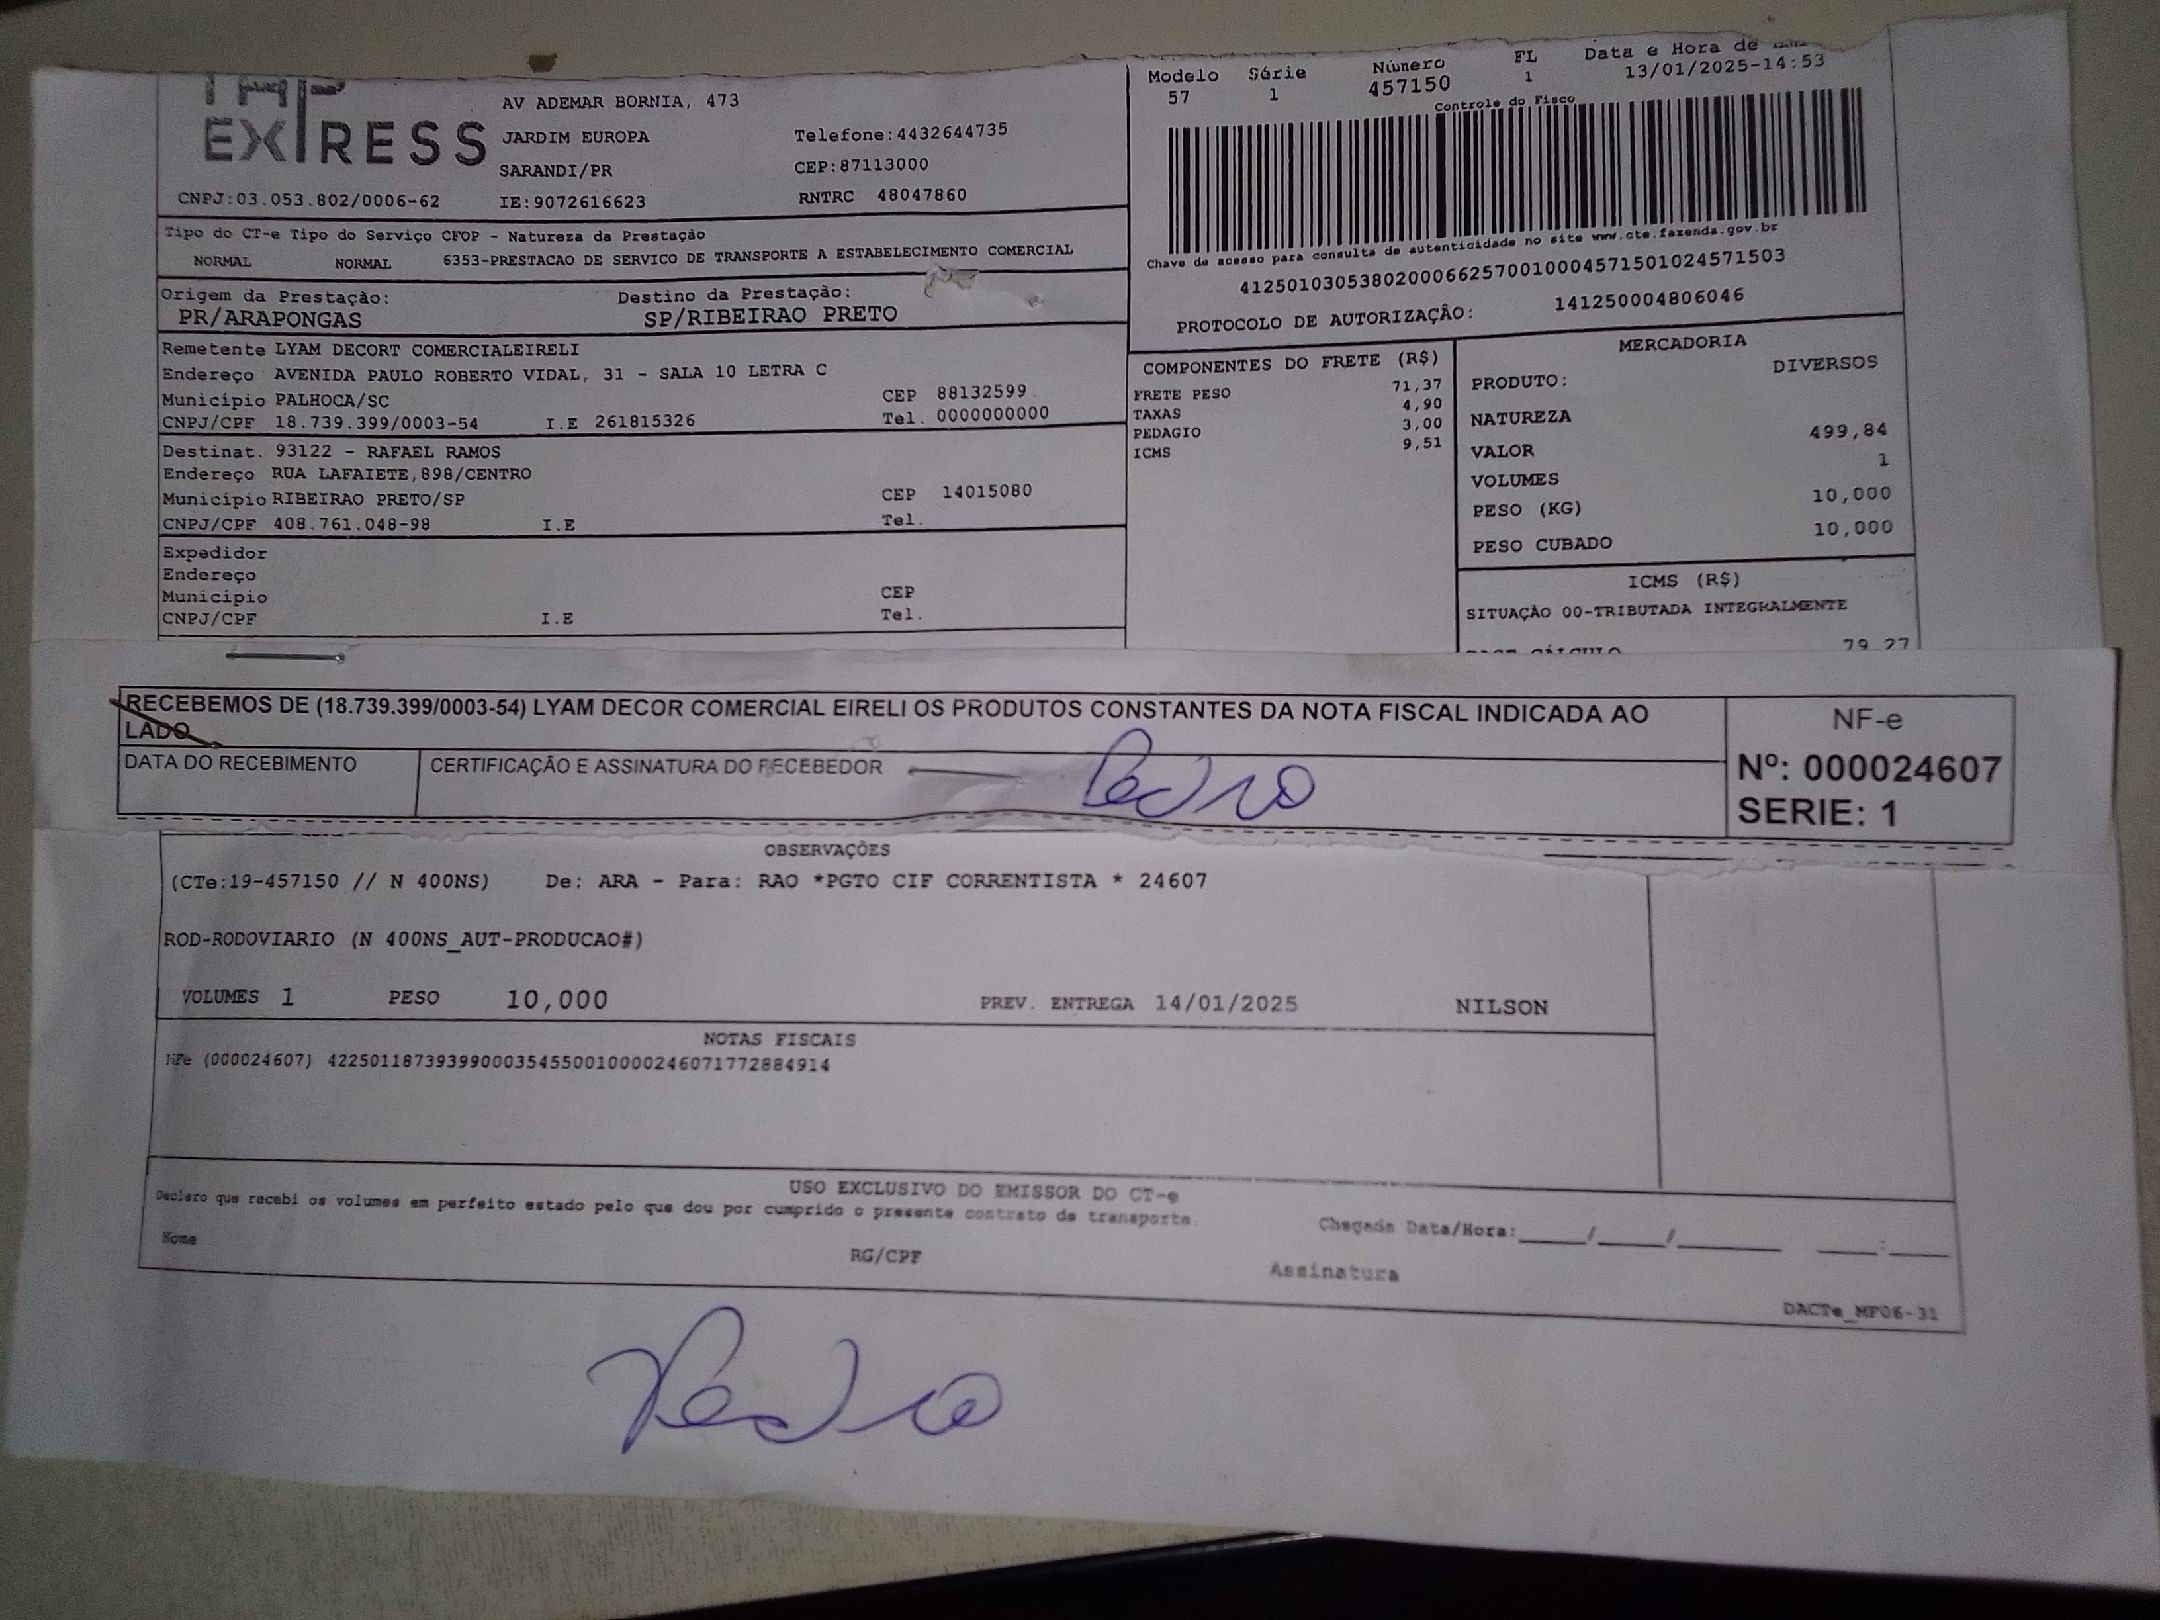 EXPRESS
AV ADEMAR BORNIA, 473
JARDIM EUROPA
Telefone:4432644735
SARANDI/PR
CEP:87113000
CNPJ:03.053.802/0006-62
IE:9072616623
RNTRC 48047860
Modelo Série Número FL Data e Hora de
57 1 457150 1 13/01/2025-14:53
Controle do Fisco
Chave de acesso para consulta de autenticidade no site www.cte.fazenda.gov.br
41250103053802000662570010004571501024571503
PROTOCOLO DE AUTORIZAÇÃO: 141250004806046
Tipo do CT-e Tipo do Serviço CFOP - Natureza da Prestação
NORMAL NORMAL 6353-PRESTACAO DE SERVICO DE TRANSPORTE A ESTABELECIMENTO COMERCIAL
Origem da Prestação: Destino da Prestação:
PR/ARAPONGAS SP/RIBEIRAO PRETO
Remetente LYAM DECORT COMERCIALEIRELI
Endereço AVENIDA PAULO ROBERTO VIDAL, 31 - SALA 10 LETRA C
Município PALHOCA/SC CEP 88132599
CNPJ/CPF 18.739.399/0003-54 I.E 261815326 Tel. 0000000000
Destinat. 93122 - RAFAEL RAMOS
Endereço RUA LAFAIETE,898/CENTRO
Município RIBEIRAO PRETO/SP CEP 14015080
CNPJ/CPF 408.761.048-98 I.E Tel.
Expedidor
Endereço
Município CEP
CNPJ/CPF I.E Tel.
COMPONENTES DO FRETE (R$)
FRETE PESO 71,37
TAXAS 4,90
PEDAGIO 3,00
ICMS 9,51
MERCADORIA
PRODUTO: DIVERSOS
NATUREZA
VALOR 499,84
VOLUMES 1
PESO (KG) 10,000
PESO CUBADO 10,000
ICMS (R$)
SITUAÇÃO 00-TRIBUTADA INTEGRALMENTE
CÁLCULO 79,27
RECEBEMOS DE (18.739.399/0003-54) LYAM DECOR COMERCIAL EIRELI OS PRODUTOS CONSTANTES DA NOTA FISCAL INDICADA AO
LADO
DATA DO RECEBIMENTO
CERTIFICAÇÃO E ASSINATURA DO RECEBEDOR
Pedro
NF-e
Nº: 000024607
SERIE: 1
OBSERVAÇÕES
(CTe:19-457150 // N 400NS) De: ARA - Para: RAO *PGTO CIF CORRENTISTA * 24607
ROD-RODOVIARIO (N 400NS_AUT-PRODUCAO#)
VOLUMES 1 PESO 10,000 PREV. ENTREGA 14/01/2025 NILSON
NOTAS FISCAIS
NFe (000024607) 42250118739399000354550010000246071772884914
USO EXCLUSIVO DO EMISSOR DO CT-e
Declaro que recebi os volumes em perfeito estado pelo que dou por cumprido o presente contrato de transporte.
Chegada Data/Hora:_____/_____/________ ____:____
Nome
RG/CPF
Assinatura
DACTe_MF06-31
Pedro